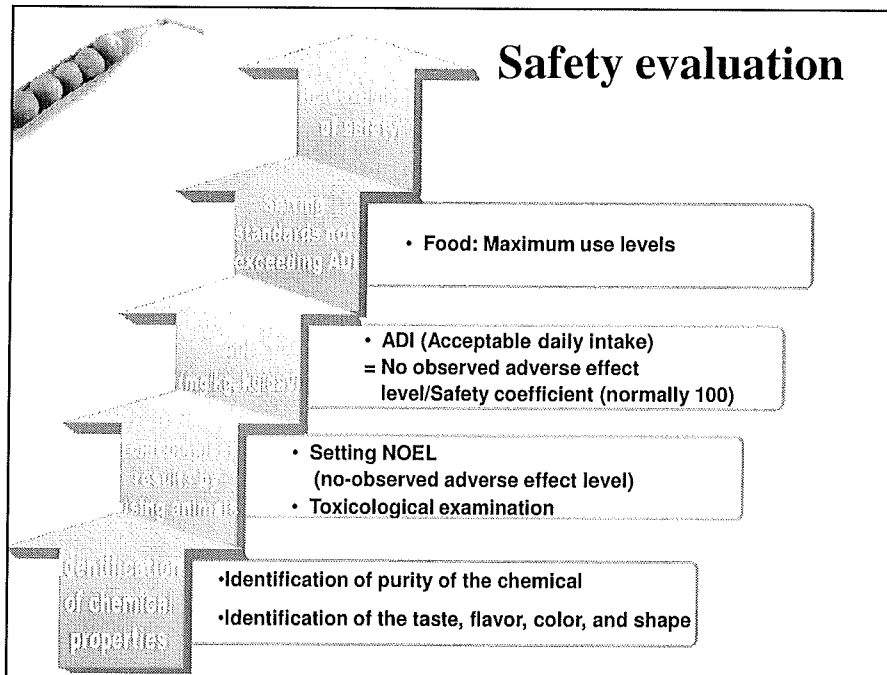 Safety evaluation
of safety
standards not
exceeding ADI
• Food: Maximum use levels
• ADI (Acceptable daily intake)
= No observed adverse effect
level/Safety coefficient (normally 100)
results by
using animals
• Setting NOEL
(no-observed adverse effect level)
• Toxicological examination
Identification
of chemical
properties
•Identification of purity of the chemical
•Identification of the taste, flavor, color, and shape